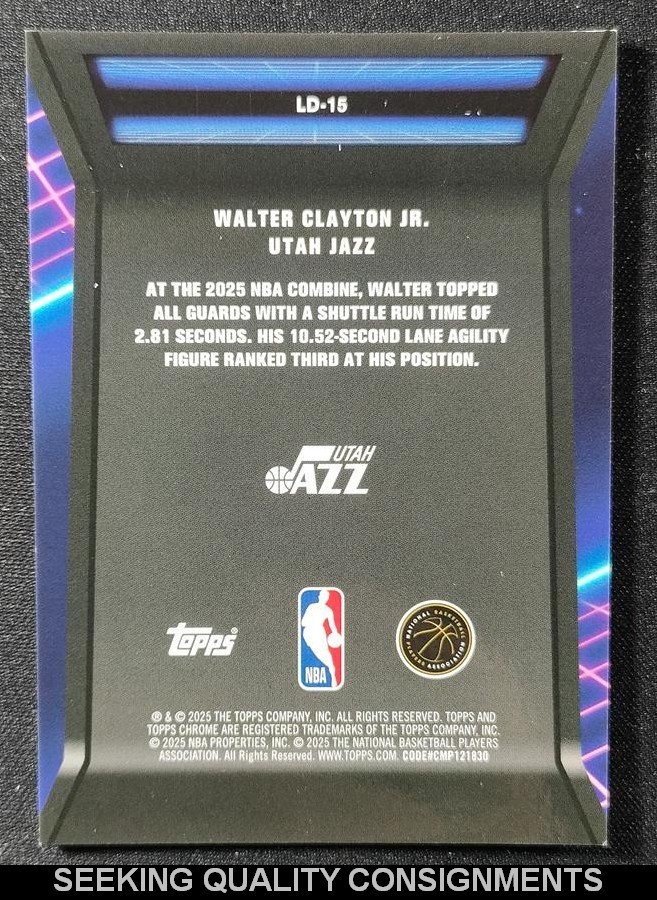 LD-15
WALTER CLAYTON JR.
UTAH JAZZ
AT THE 2025 NBA COMBINE, WALTER TOPPED
ALL GUARDS WITH A SHUTTLE RUN TIME OF
2.81 SECONDS. HIS 10.52-SECOND LANE AGILITY
FIGURE RANKED THIRD AT HIS POSITION.
UTAH
JAZZ
Topps®
NBA
NATIONAL BASKETBALL
PLAYERS ASSOCIATION
® & © 2025 THE TOPPS COMPANY, INC. ALL RIGHTS RESERVED. TOPPS AND
TOPPS CHROME ARE REGISTERED TRADEMARKS OF THE TOPPS COMPANY, INC.
© 2025 NBA PROPERTIES, INC. © 2025 THE NATIONAL BASKETBALL PLAYERS
ASSOCIATION. All Rights Reserved. WWW.TOPPS.COM. CODE#CMP121830
SEEKING QUALITY CONSIGNMENTS